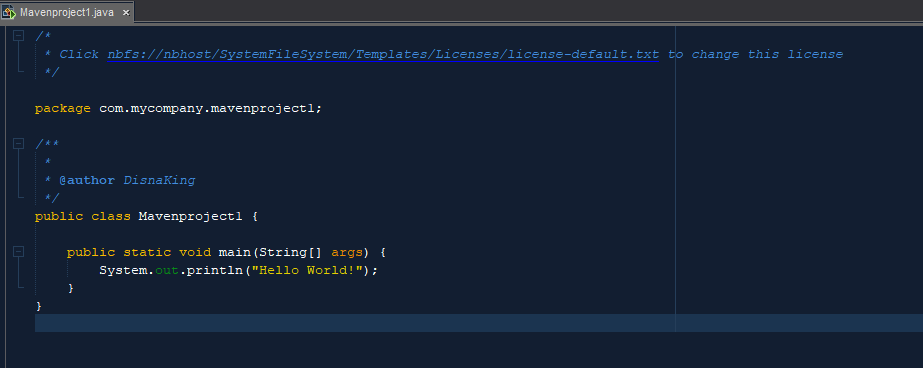 Mavenproject1.java ×
/*
 * Click nbfs://nbhost/SystemFileSystem/Templates/Licenses/license-default.txt to change this license
 */
package com.mycompany.mavenproject1;
/**
 *
 * @author DisnaKing
 */
public class Mavenproject1 {
    public static void main(String[] args) {
        System.out.println("Hello World!");
    }
}